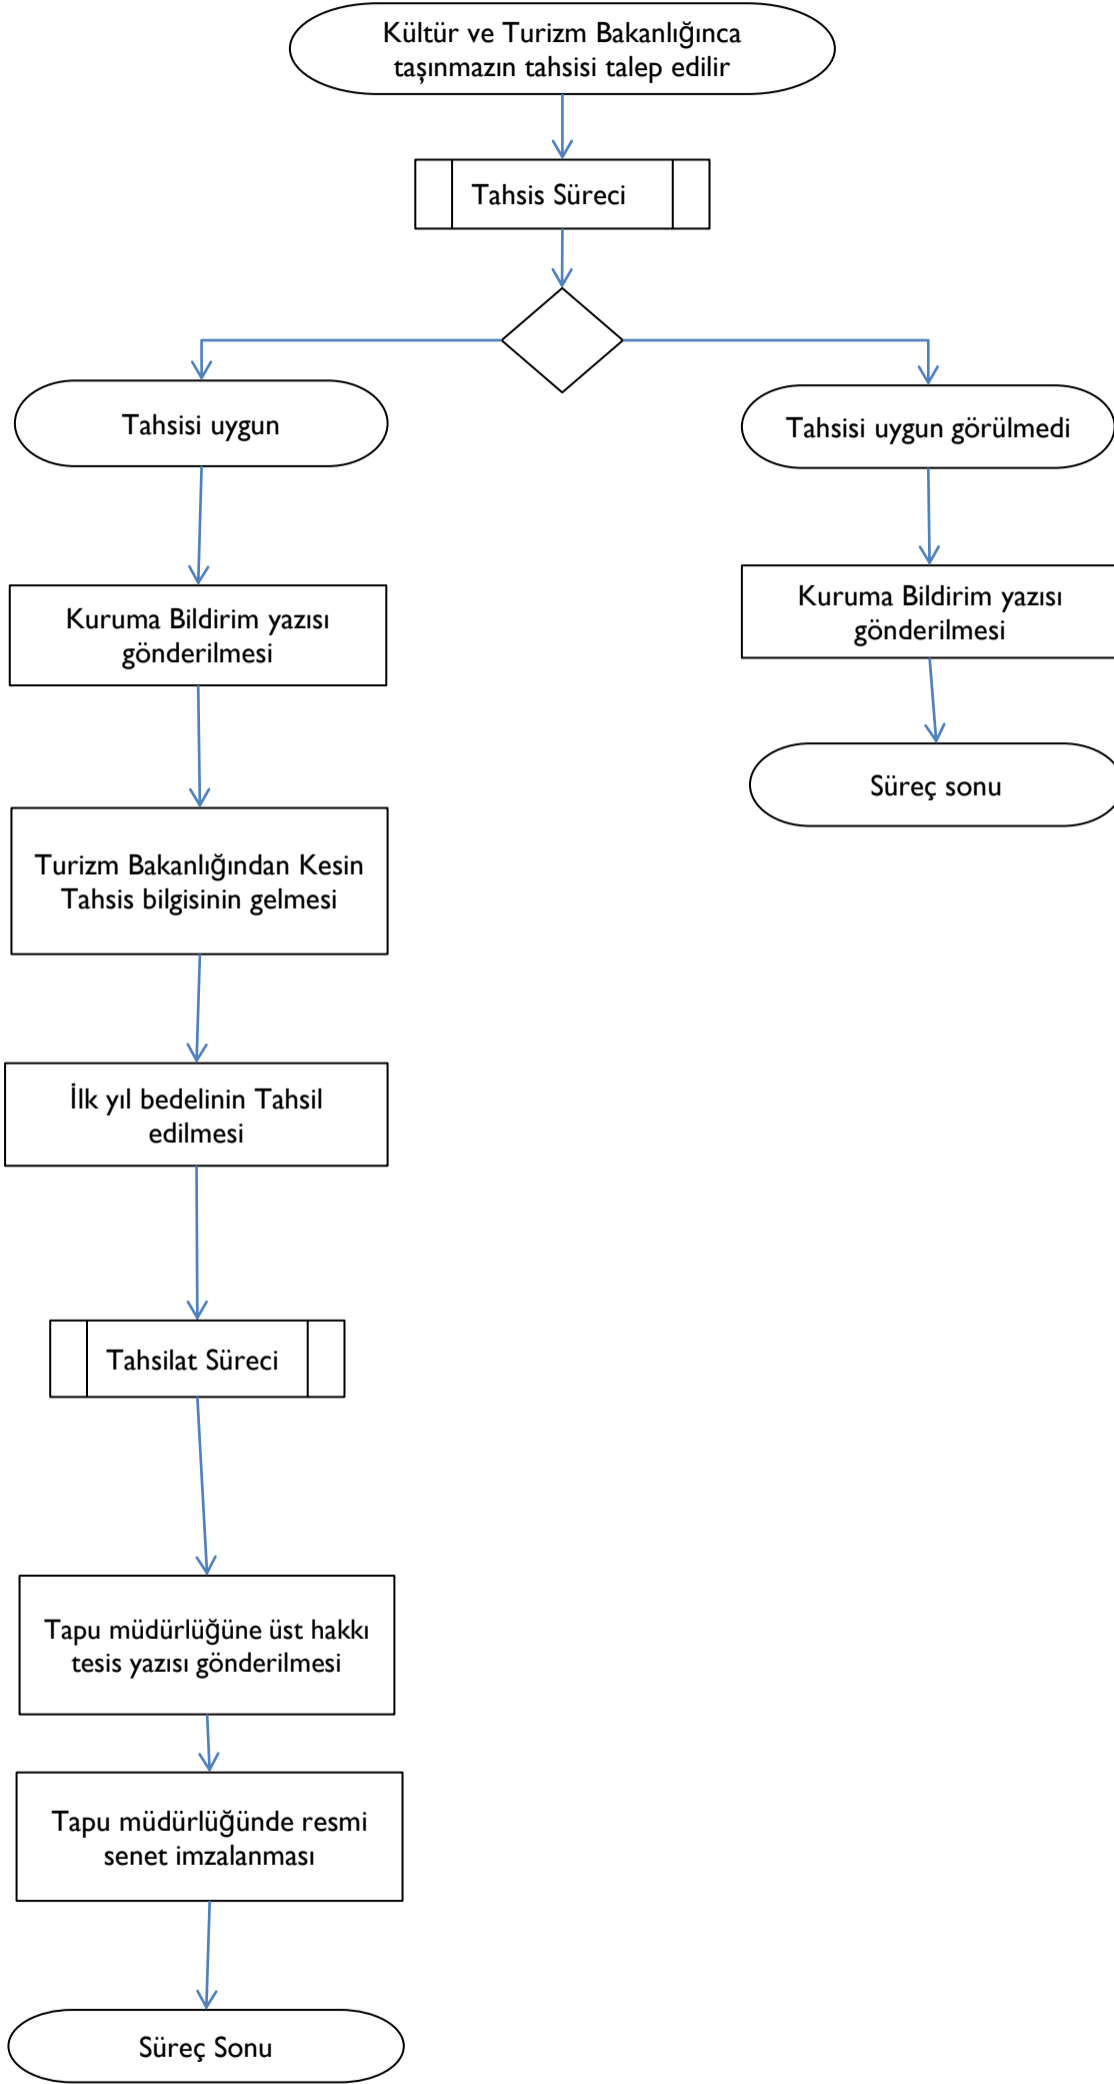 Kültür ve Turizm Bakanlığınca
taşınmazın tahsisi talep edilir
Tahsis Süreci
Tahsisi uygun
Tahsisi uygun görülmedi
Kuruma Bildirim yazısı
gönderilmesi
Kuruma Bildirim yazısı
gönderilmesi
Süreç sonu
Turizm Bakanlığından Kesin
Tahsis bilgisinin gelmesi
İlk yıl bedelinin Tahsil
edilmesi
Tahsilat Süreci
Tapu müdürlüğüne üst hakkı
tesis yazısı gönderilmesi
Tapu müdürlüğünde resmi
senet imzalanması
Süreç Sonu